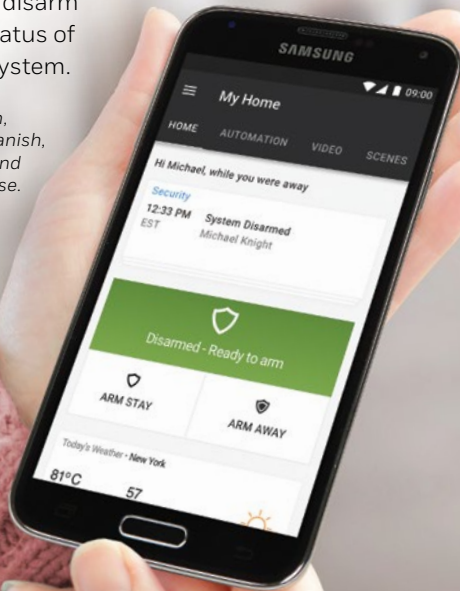 disarm
atus of
ystem.
n,
anish,
nd
se.
SAMSUNG
09:00
My Home
HOME AUTOMATION VIDEO SCENES
Hi Michael, while you were away
Security
12:33 PM System Disarmed
EST Michael Knight
Disarmed - Ready to arm
ARM STAY ARM AWAY
Today's Weather • New York
81°C 57